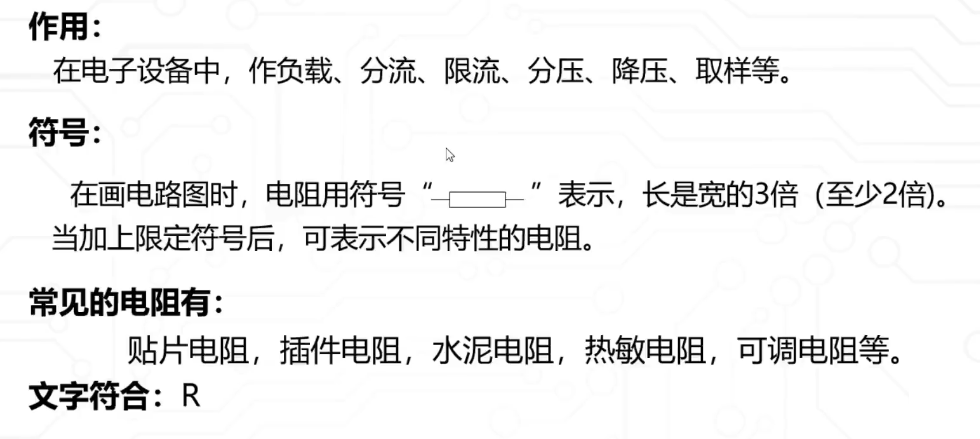 作用：
在电子设备中，作负载、分流、限流、分压、降压、取样等。
符号：
在画电路图时，电阻用符号“ ”表示，长是宽的3倍（至少2倍)。
当加上限定符号后，可表示不同特性的电阻。
常见的电阻有：
贴片电阻，插件电阻，水泥电阻，热敏电阻，可调电阻等。
文字符合：R